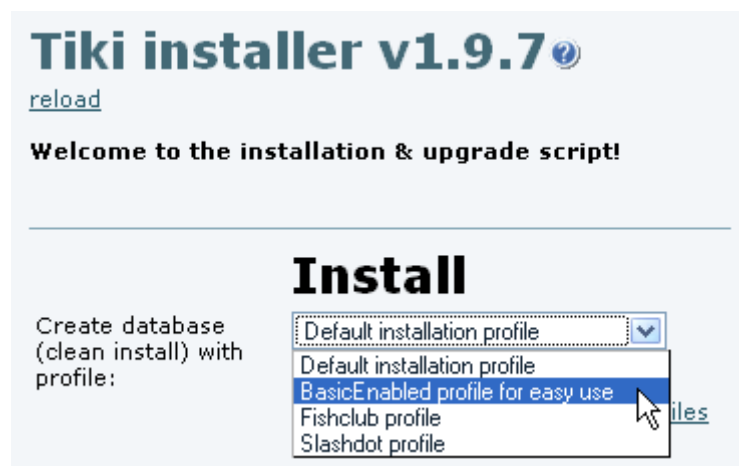 Tiki installer v1.9.7
reload
Welcome to the installation & upgrade script!
Install
Create database
(clean install) with
profile:
Default installation profile
Default installation profile
BasicEnabled profile for easy use
Fishclub profile
Slashdot profile